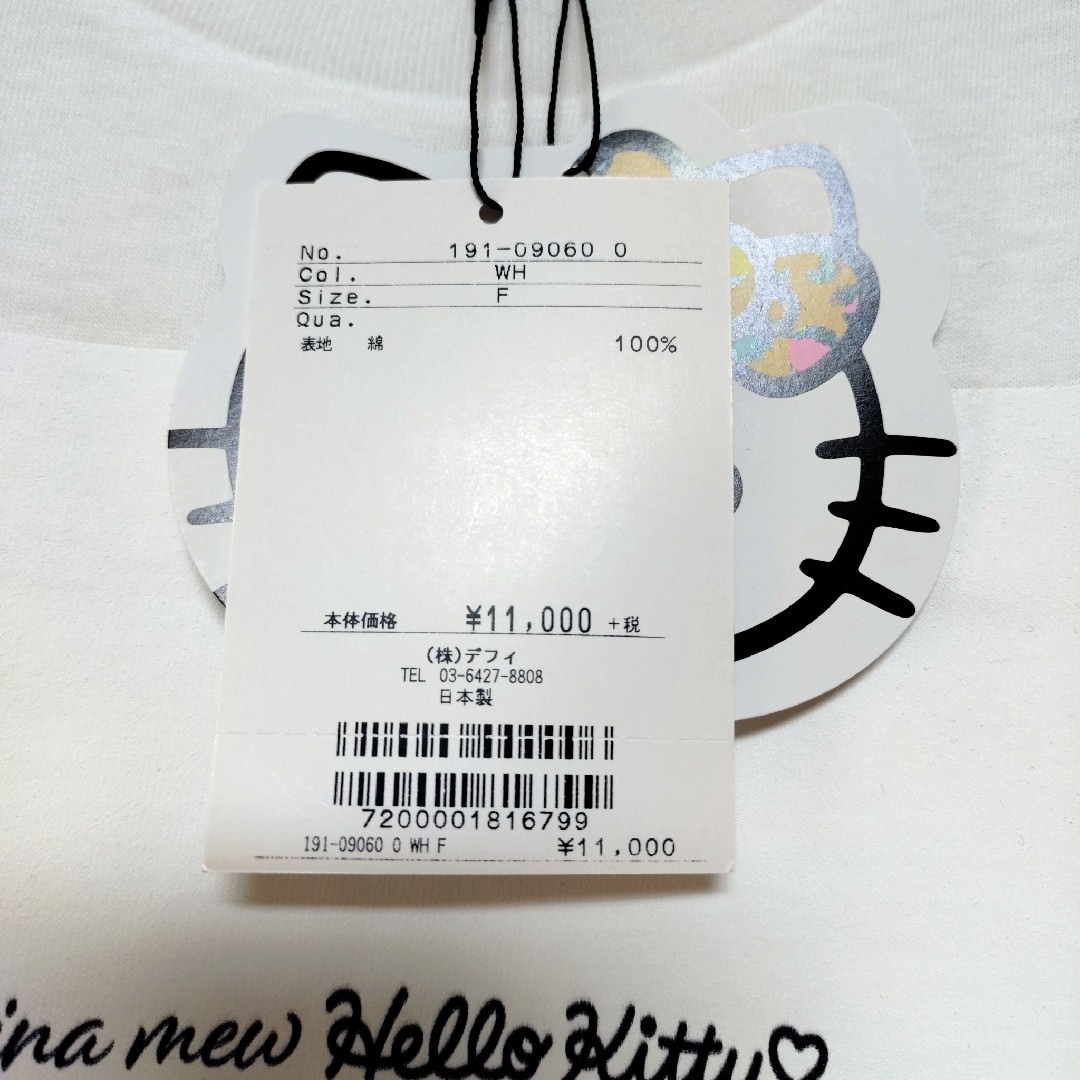 No. 191-09060 0
Col. WH
Size. F
Qua.
表地 綿 100%
本体価格 ¥11,000 +税
(株)デフィ
TEL 03-6427-8808
日本製
7200001816799
191-09060 0 WH F ¥11,000
mew Hello Kitty♡